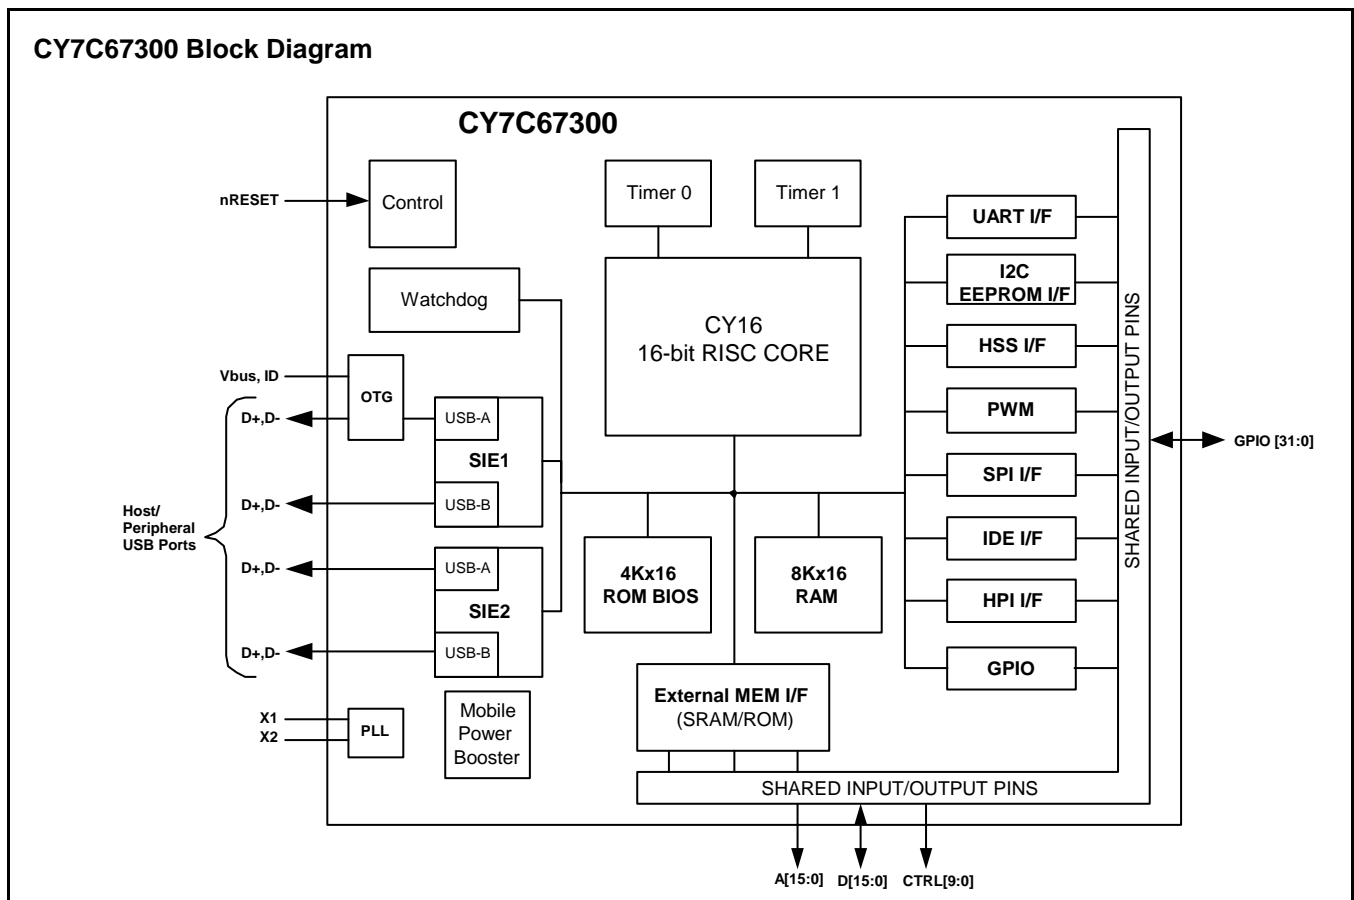 CY7C67300 Block Diagram
CY7C67300
nRESET
Control
Timer 0
Timer 1
Watchdog
CY16
16-bit RISC CORE
Vbus, ID
OTG
D+,D-
USB-A
SIE1
D+,D-
USB-B
Host/
Peripheral
USB Ports
D+,D-
USB-A
SIE2
D+,D-
USB-B
4Kx16
ROM BIOS
8Kx16
RAM
X1
X2
PLL
Mobile
Power
Booster
External MEM I/F
(SRAM/ROM)
UART I/F
I2C
EEPROM I/F
HSS I/F
PWM
SPI I/F
IDE I/F
HPI I/F
GPIO
SHARED INPUT/OUTPUT PINS
GPIO [31:0]
SHARED INPUT/OUTPUT PINS
A[15:0]
D[15:0]
CTRL[9:0]